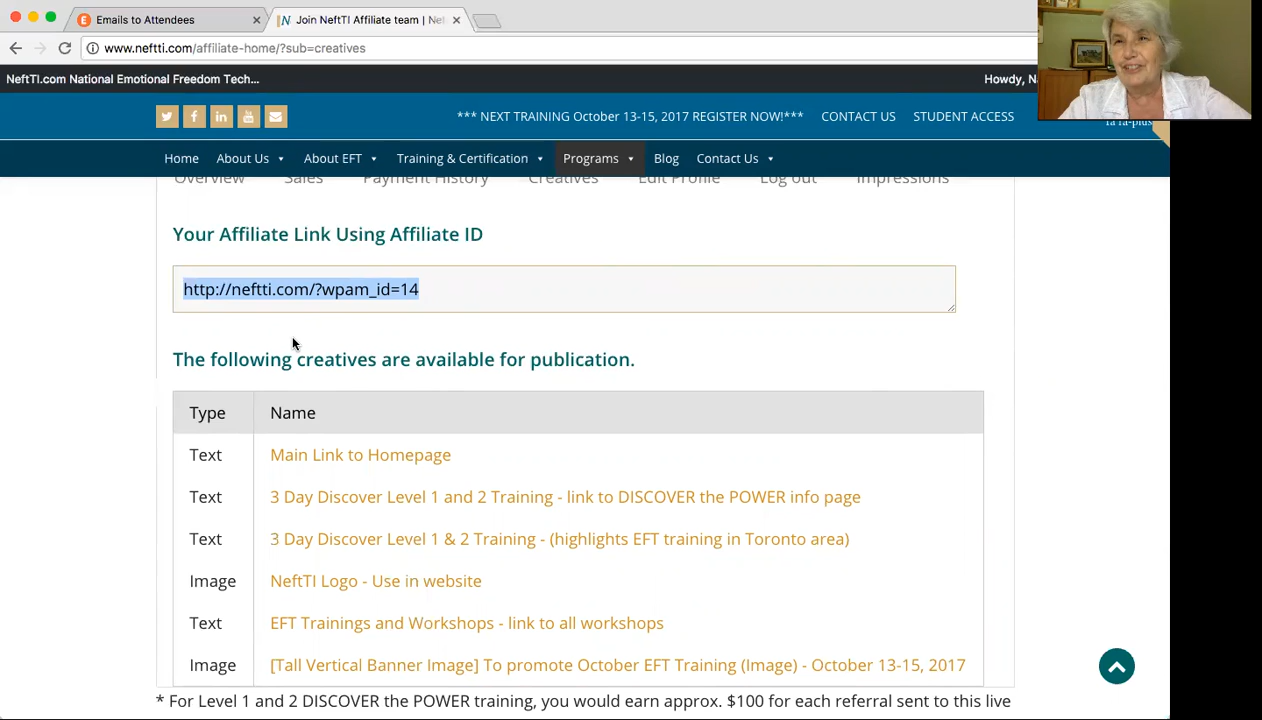 Emails to Attendees
Join NeftTI Affiliate team | Nef
www.neftti.com/affiliate-home/?sub=creatives
NeftTI.com National Emotional Freedom Tech...
Howdy,
*** NEXT TRAINING October 13-15, 2017 REGISTER NOW!*** CONTACT US STUDENT ACCESS
Home About Us About EFT Training & Certification Programs Blog Contact Us
Overview Sales Payment History Creatives Edit Profile Log out Impressions
Your Affiliate Link Using Affiliate ID
http://neftti.com/?wpam_id=14
The following creatives are available for publication.
Type Name
Text Main Link to Homepage
Text 3 Day Discover Level 1 and 2 Training - link to DISCOVER the POWER info page
Text 3 Day Discover Level 1 & 2 Training - (highlights EFT training in Toronto area)
Image NeftTI Logo - Use in website
Text EFT Trainings and Workshops - link to all workshops
Image [Tall Vertical Banner Image] To promote October EFT Training (Image) - October 13-15, 2017
* For Level 1 and 2 DISCOVER the POWER training, you would earn approx. $100 for each referral sent to this live